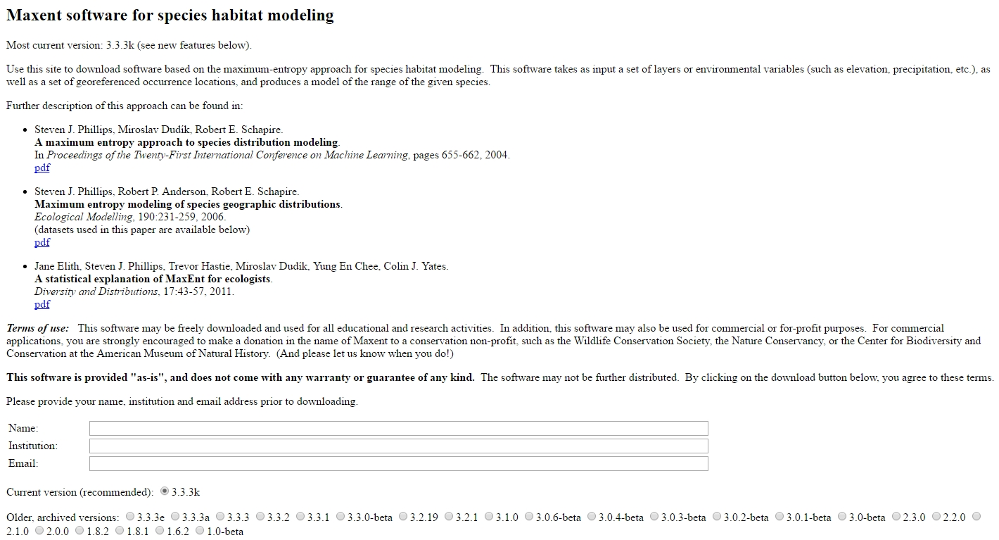 Maxent software for species habitat modeling
Most current version: 3.3.3k (see new features below).
Use this site to download software based on the maximum-entropy approach for species habitat modeling.  This software takes as input a set of layers or environmental variables (such as elevation, precipitation, etc.), as
well as a set of georeferenced occurrence locations, and produces a model of the range of the given species.
Further description of this approach can be found in:
• Steven J. Phillips, Miroslav Dudík, Robert E. Schapire.
A maximum entropy approach to species distribution modeling.
In Proceedings of the Twenty-First International Conference on Machine Learning, pages 655-662, 2004.
pdf
• Steven J. Phillips, Robert P. Anderson, Robert E. Schapire.
Maximum entropy modeling of species geographic distributions.
Ecological Modelling, 190:231-259, 2006.
(datasets used in this paper are available below)
pdf
• Jane Elith, Steven J. Phillips, Trevor Hastie, Miroslav Dudík, Yung En Chee, Colin J. Yates.
A statistical explanation of MaxEnt for ecologists.
Diversity and Distributions, 17:43-57, 2011.
pdf
Terms of use:   This software may be freely downloaded and used for all educational and research activities.  In addition, this software may also be used for commercial or for-profit purposes.  For commercial
applications, you are strongly encouraged to make a donation in the name of Maxent to a conservation non-profit, such as the Wildlife Conservation Society, the Nature Conservancy, or the Center for Biodiversity and
Conservation at the American Museum of Natural History.  (And please let us know when you do!)
This software is provided "as-is", and does not come with any warranty or guarantee of any kind.  The software may not be further distributed.  By clicking on the download button below, you agree to these terms.
Please provide your name, institution and email address prior to downloading.
Name:
Institution:
Email:
Current version (recommended): 3.3.3k
Older, archived versions: 3.3.3e 3.3.3a 3.3.3 3.3.2 3.3.1 3.3.0-beta 3.2.19 3.2.1 3.1.0 3.0.6-beta 3.0.4-beta 3.0.3-beta 3.0.2-beta 3.0.1-beta 3.0-beta 2.3.0 2.2.0
2.1.0 2.0.0 1.8.2 1.8.1 1.6.2 1.0-beta